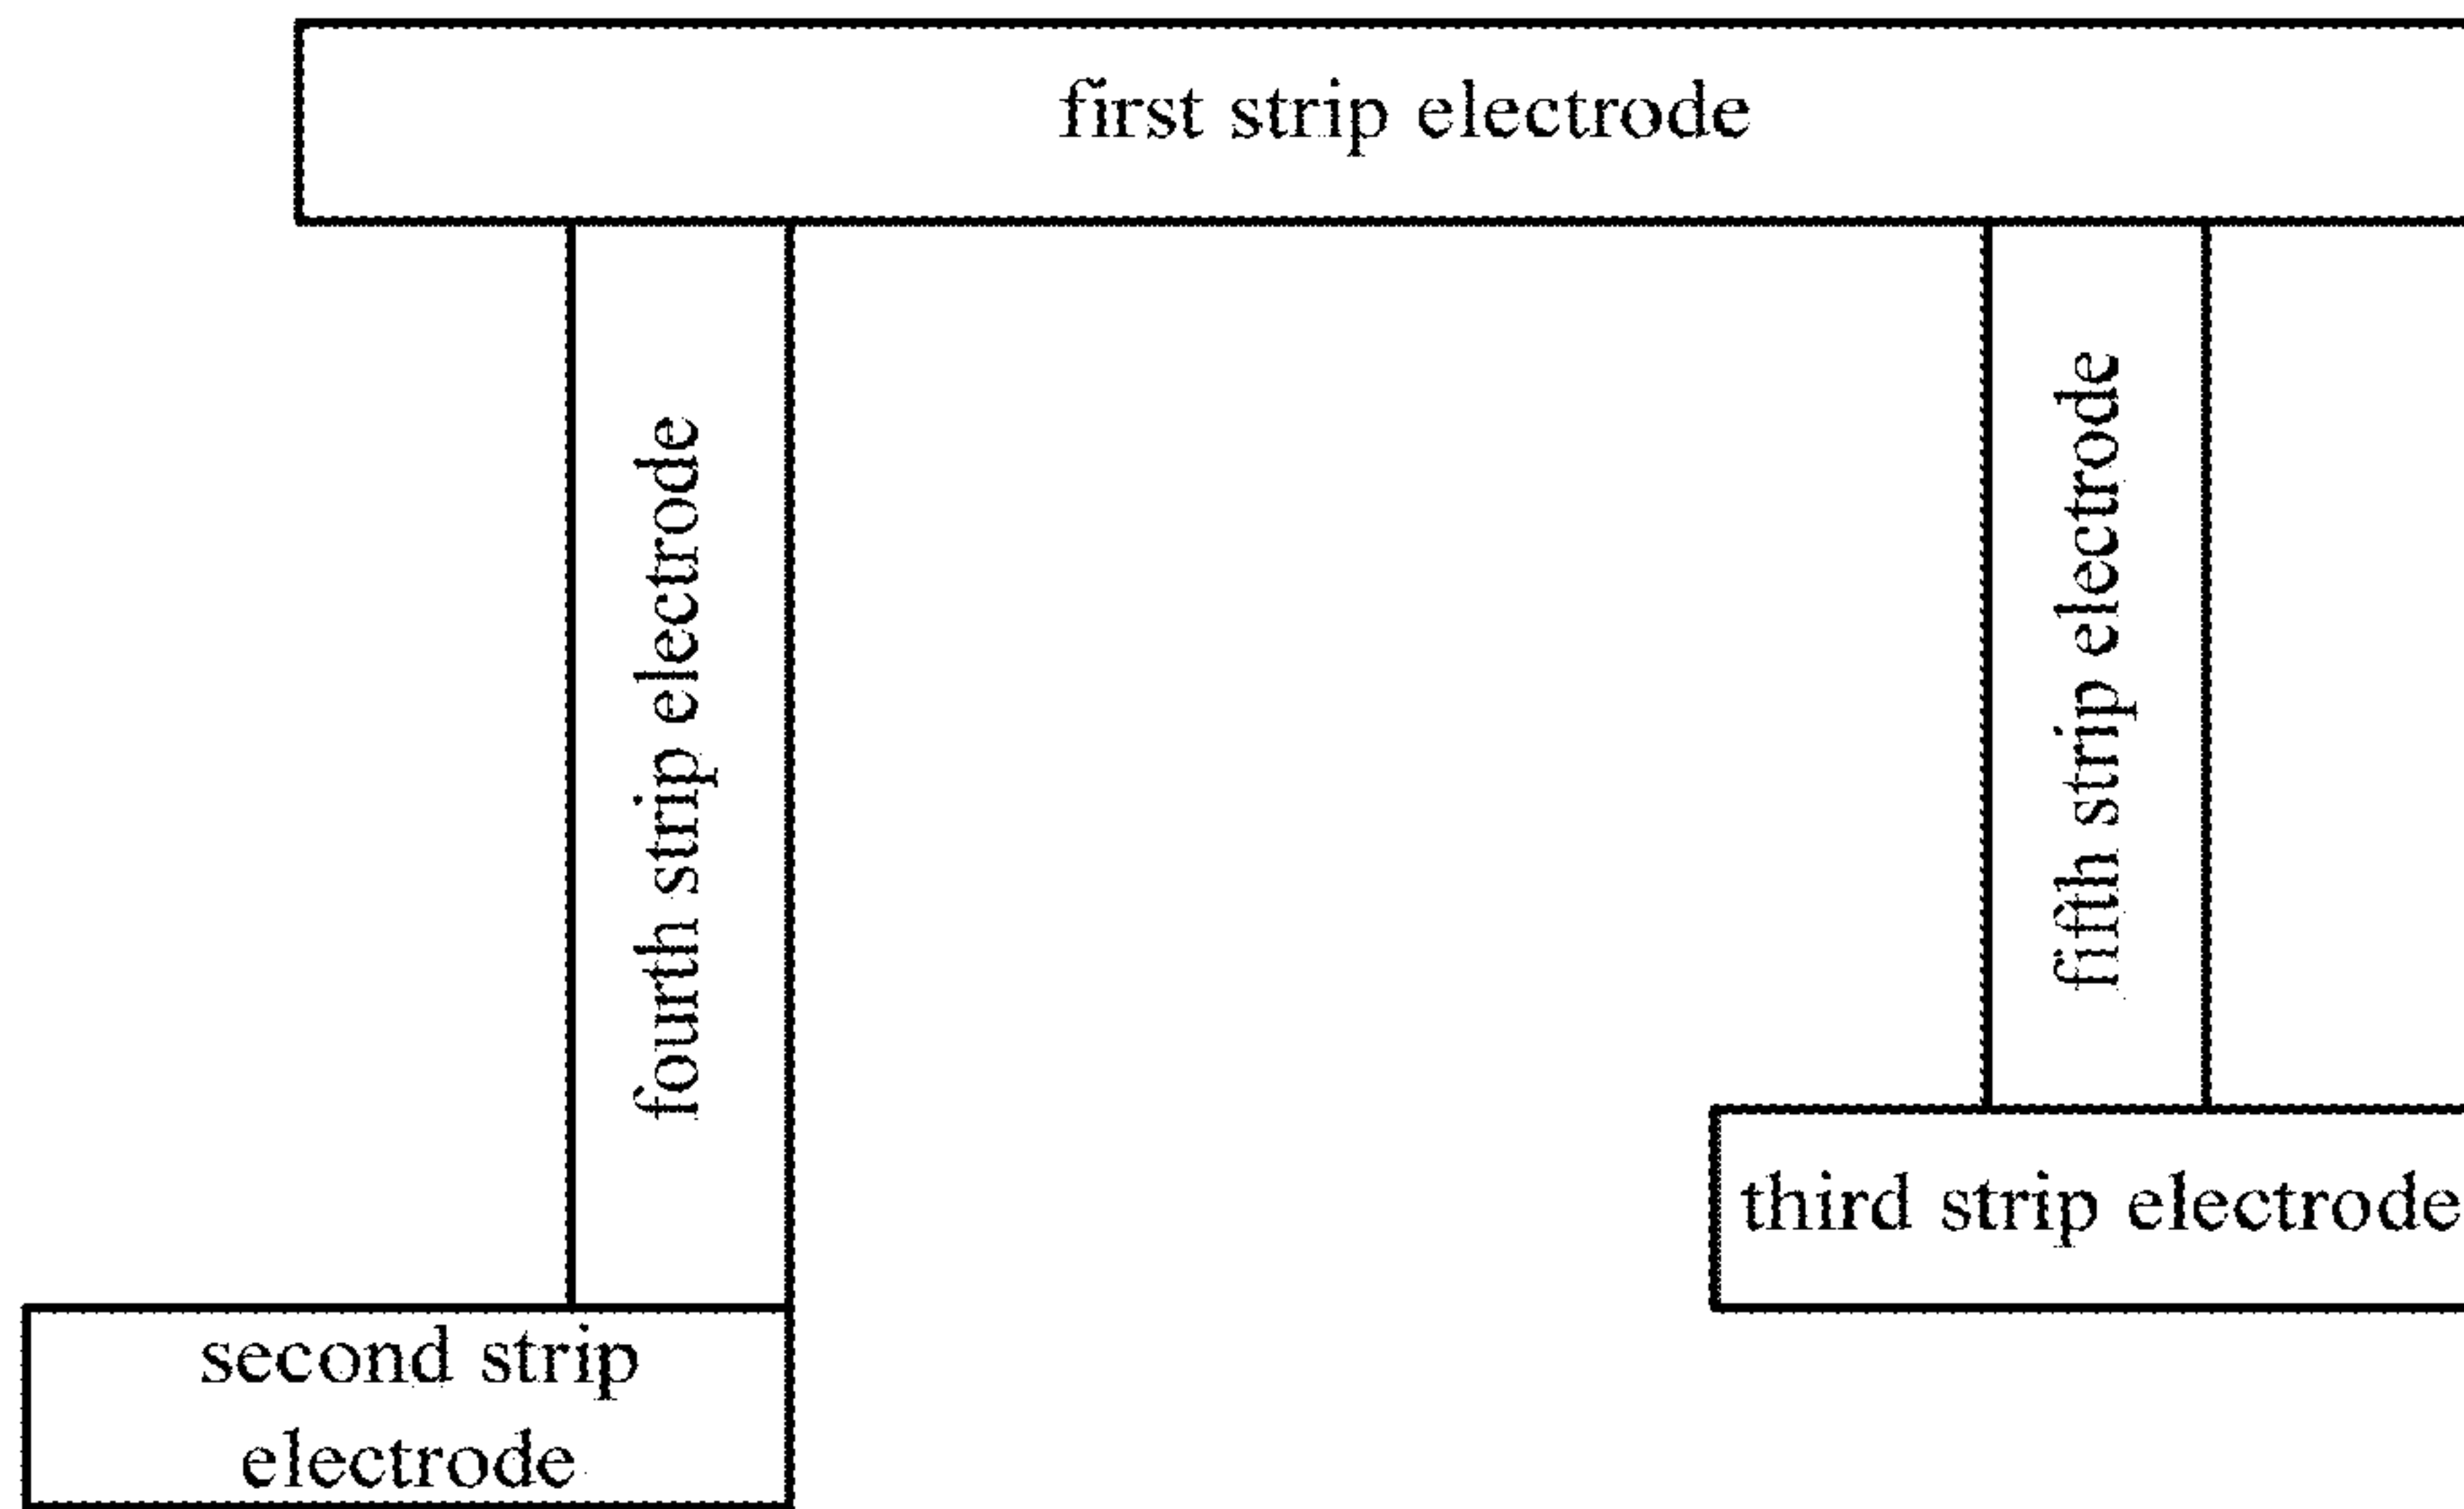 first strip electrode
fourth strip electrode
fifth strip electrode
third strip electrode
second strip
electrode